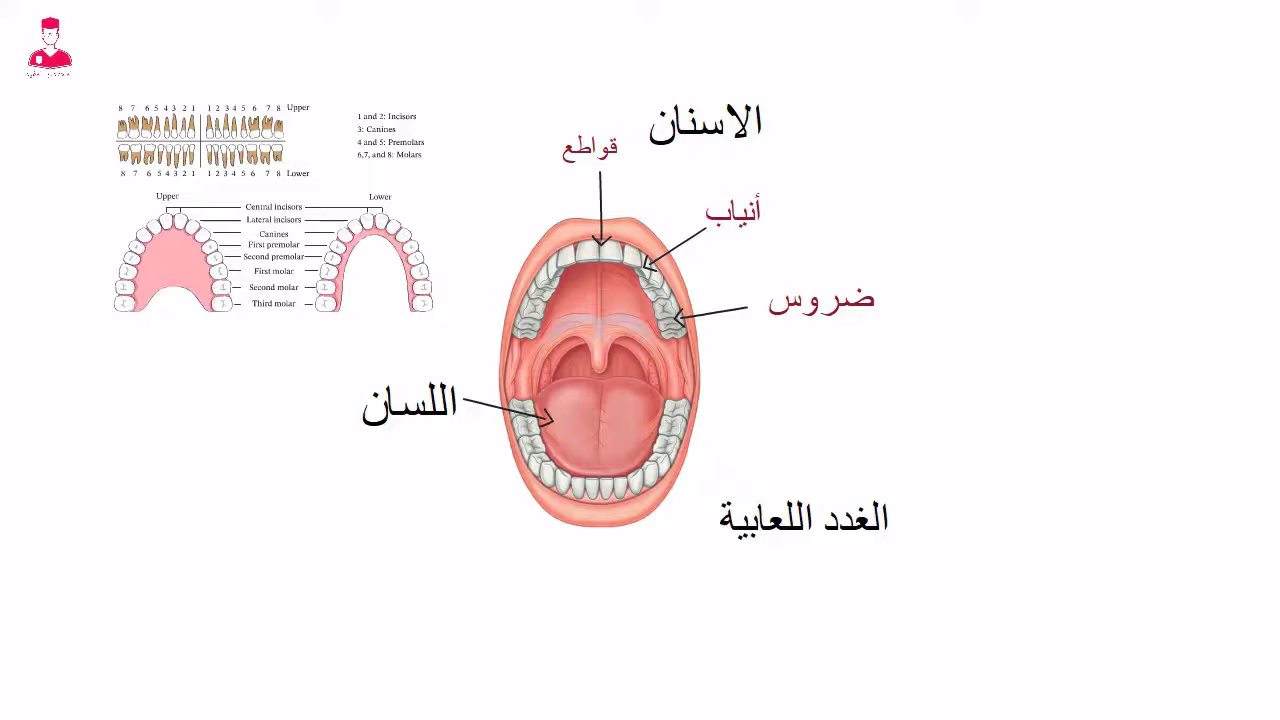 8 7 6 5 4 3 2 1 1 2 3 4 5 6 7 8 Upper
8 7 6 5 4 3 2 1 1 2 3 4 5 6 7 8 Lower
1 and 2: Incisors
3: Canines
4 and 5: Premolars
6,7, and 8: Molars
Upper
Lower
Central incisors
Lateral incisors
Canines
First premolar
Second premolar
First molar
Second molar
Third molar
الاسنان
قواطع
أنياب
ضروس
اللسان
الغدد اللعابية